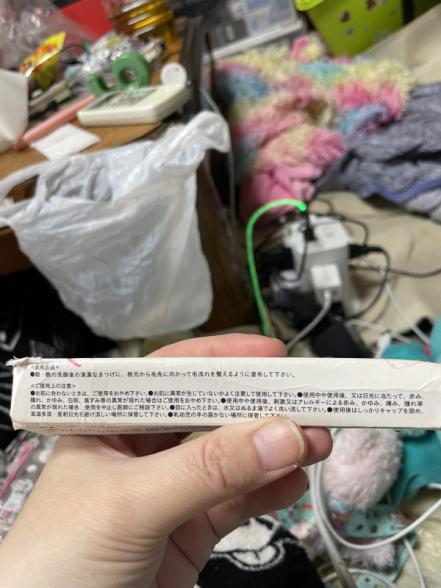 <使用方法>
●朝・晩の洗顔後の清潔なまつげに、根元から毛先に向かって毛流れを整えるように塗布して下さい。
<ご使用上の注意>
●お肌に合わないときは、ご使用をおやめ下さい。●お肌に異常が生じていないかよく注意して使用して下さい。●使用中や使用後、又は日光に当たって、赤み、
腫れ、かゆみ、白斑、黒ずみ等の異常が現れた場合はご使用をおやめ下さい。●使用中や使用後、刺激又はアレルギーによる赤み、かゆみ、痛み、腫れ等
の異常が現れた場合、使用を中止し医師にご相談下さい。●目に入ったときは、水又はぬるま湯でよく洗い流して下さい。●使用後はしっかりキャップを閉め、
高温多湿・直射日光を避け涼しい場所に保管して下さい。●乳幼児の手の届かない場所に保管して下さい。